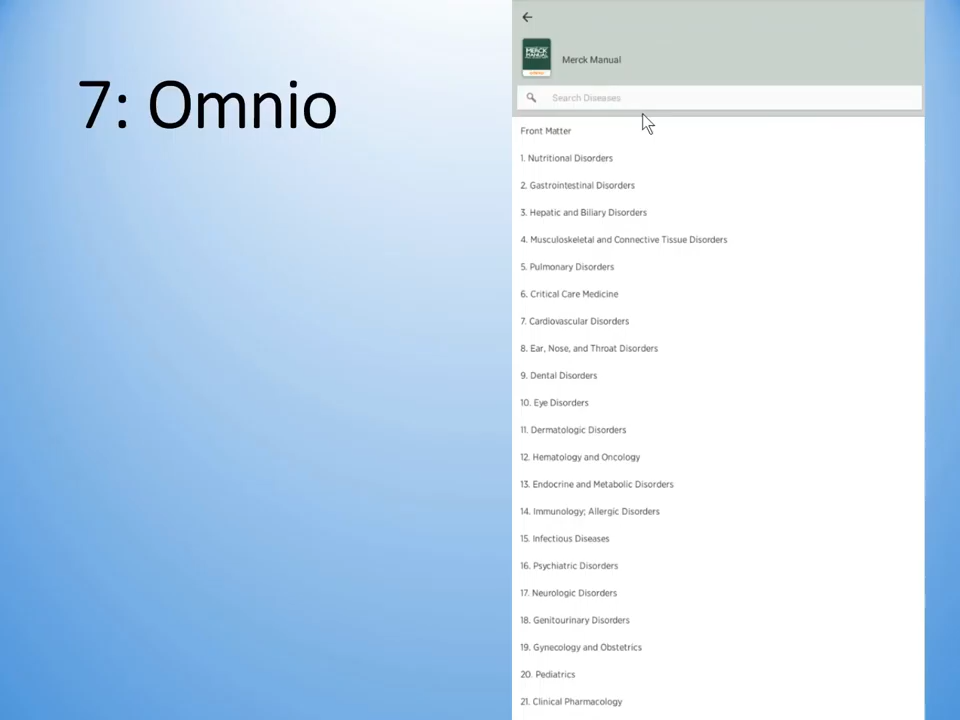 7: Omnio
MERCK
MANUAL
Merck Manual
Search Diseases
Front Matter
1. Nutritional Disorders
2. Gastrointestinal Disorders
3. Hepatic and Biliary Disorders
4. Musculoskeletal and Connective Tissue Disorders
5. Pulmonary Disorders
6. Critical Care Medicine
7. Cardiovascular Disorders
8. Ear, Nose, and Throat Disorders
9. Dental Disorders
10. Eye Disorders
11. Dermatologic Disorders
12. Hematology and Oncology
13. Endocrine and Metabolic Disorders
14. Immunology; Allergic Disorders
15. Infectious Diseases
16. Psychiatric Disorders
17. Neurologic Disorders
18. Genitourinary Disorders
19. Gynecology and Obstetrics
20. Pediatrics
21. Clinical Pharmacology